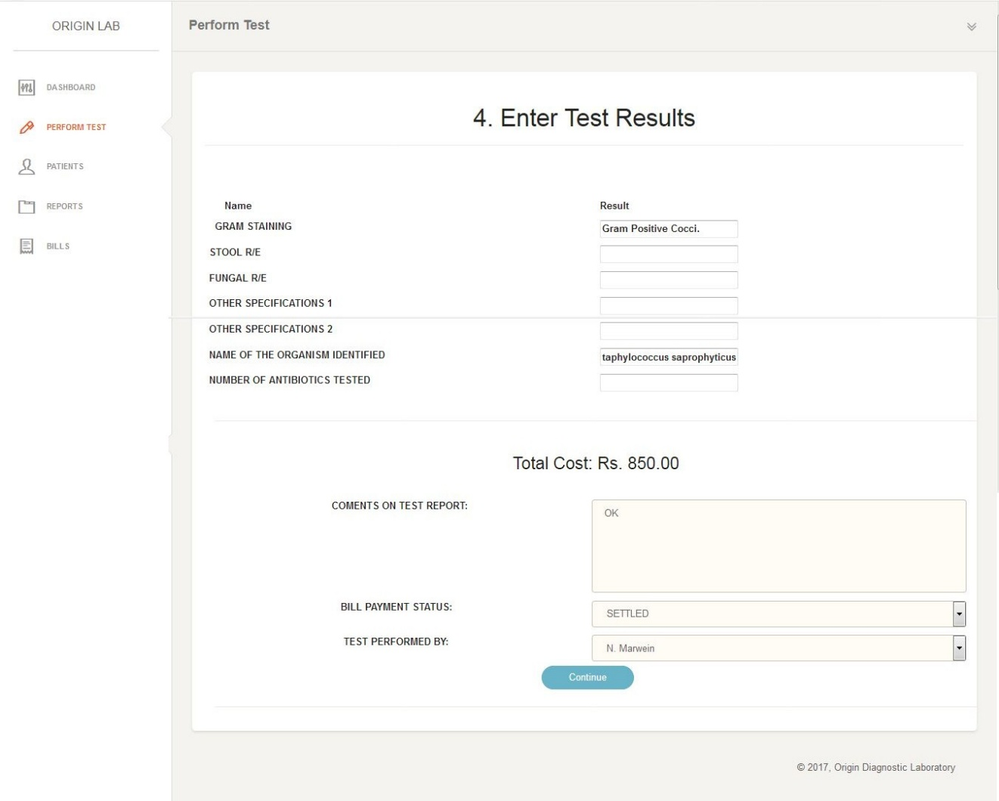 ORIGIN LAB
Perform Test
DASHBOARD
PERFORM TEST
PATIENTS
REPORTS
BILLS
4. Enter Test Results
Name Result
GRAM STAINING Gram Positive Cocci.
STOOL R/E
FUNGAL R/E
OTHER SPECIFICATIONS 1
OTHER SPECIFICATIONS 2
NAME OF THE ORGANISM IDENTIFIED taphylococcus saprophyticus
NUMBER OF ANTIBIOTICS TESTED
Total Cost: Rs. 850.00
COMENTS ON TEST REPORT: OK
BILL PAYMENT STATUS: SETTLED
TEST PERFORMED BY: N. Marwein
Continue
© 2017, Origin Diagnostic Laboratory